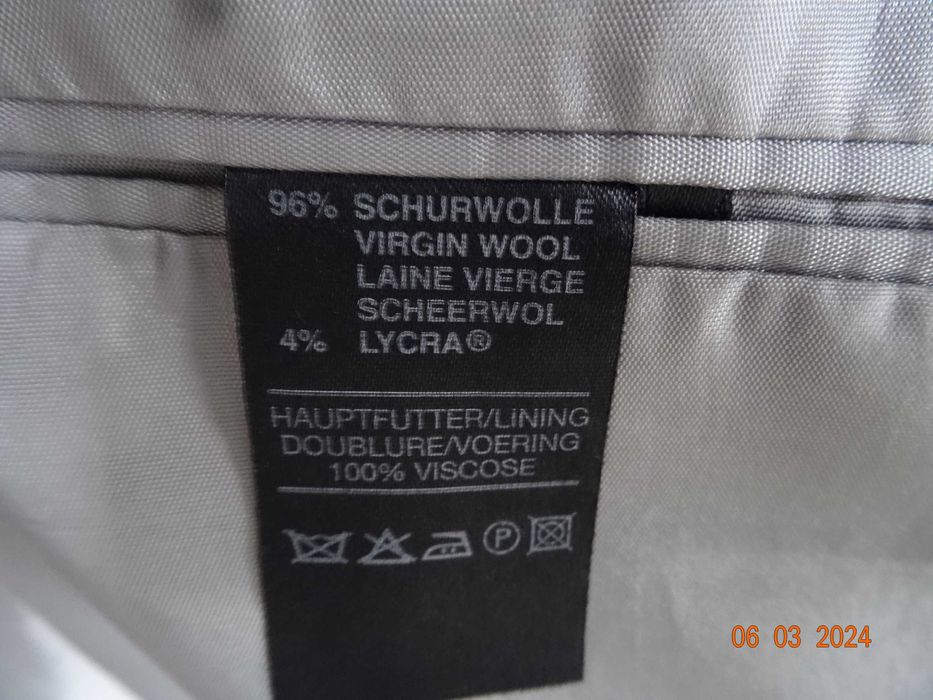 96% SCHURWOLLE
VIRGIN WOOL
LAINE VIERGE
SCHEERWOL
4% LYCRA®
HAUPTFUTTER/LINING
DOUBLURE/VOERING
100% VISCOSE
P
06 03 2024